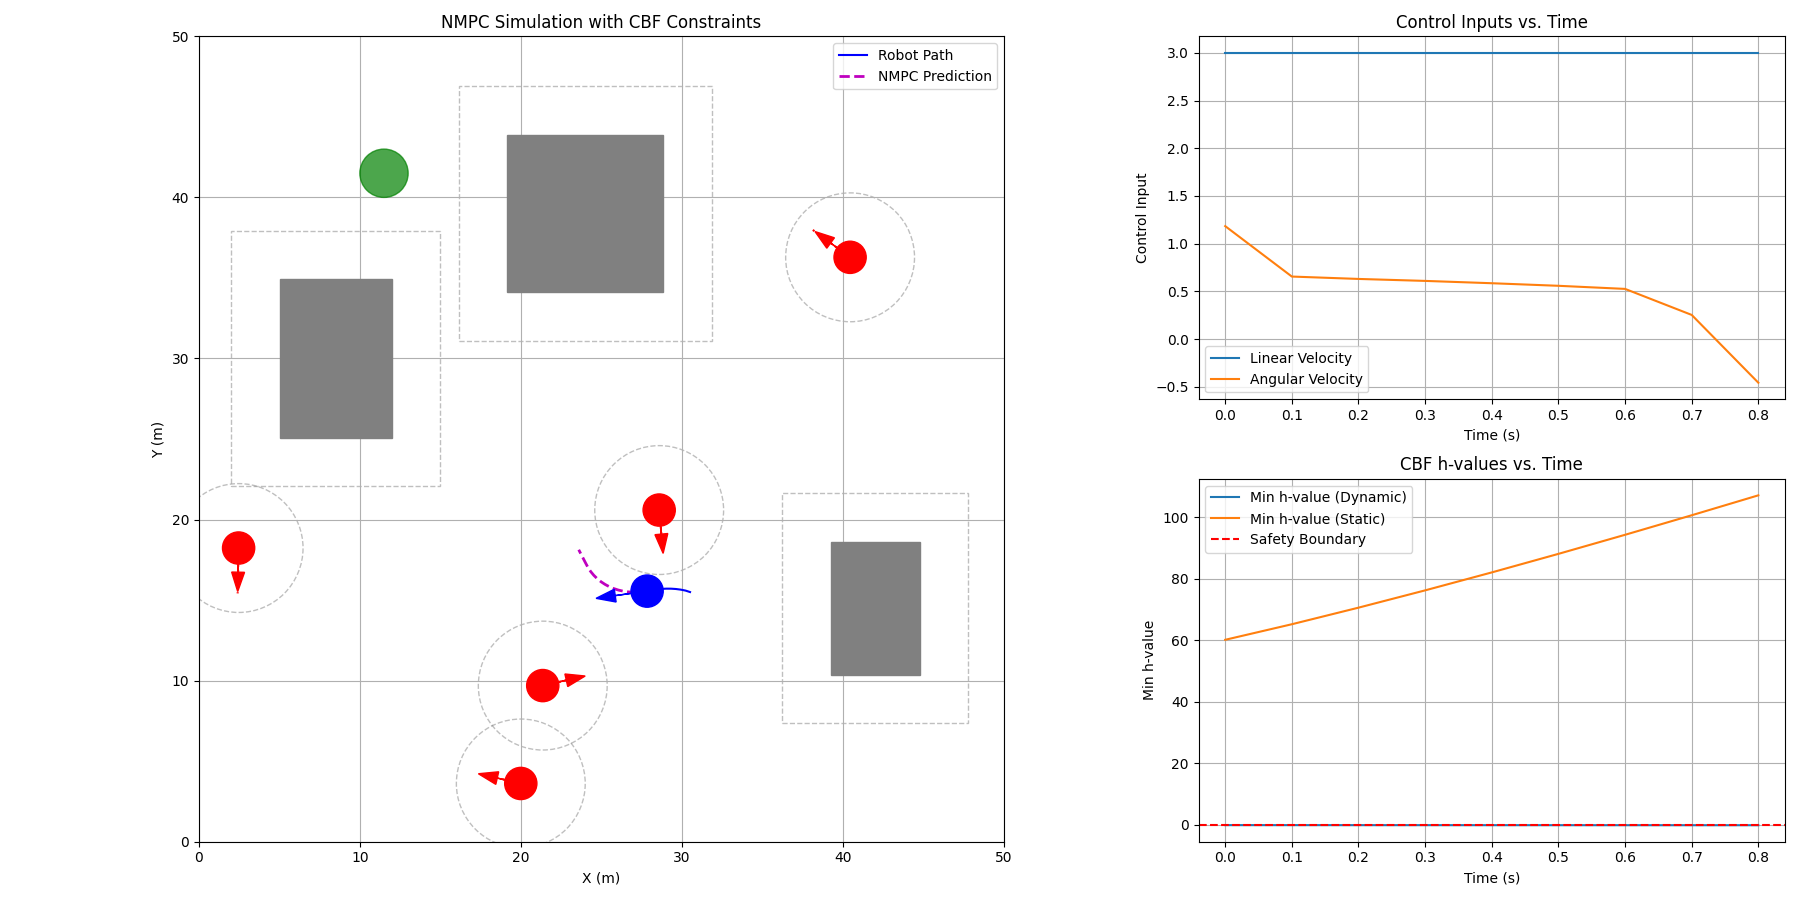 NMPC Simulation with CBF Constraints
50
40
30
20
10
0
Y (m)
Robot Path
NMPC Prediction
0 10 20 30 40 50
X (m)
Control Inputs vs. Time
3.0
2.5
2.0
1.5
1.0
0.5
0.0
−0.5
Control Input
Linear Velocity
Angular Velocity
0.0 0.1 0.2 0.3 0.4 0.5 0.6 0.7 0.8
Time (s)
CBF h-values vs. Time
100
80
60
40
20
0
Min h-value
Min h-value (Dynamic)
Min h-value (Static)
Safety Boundary
0.0 0.1 0.2 0.3 0.4 0.5 0.6 0.7 0.8
Time (s)